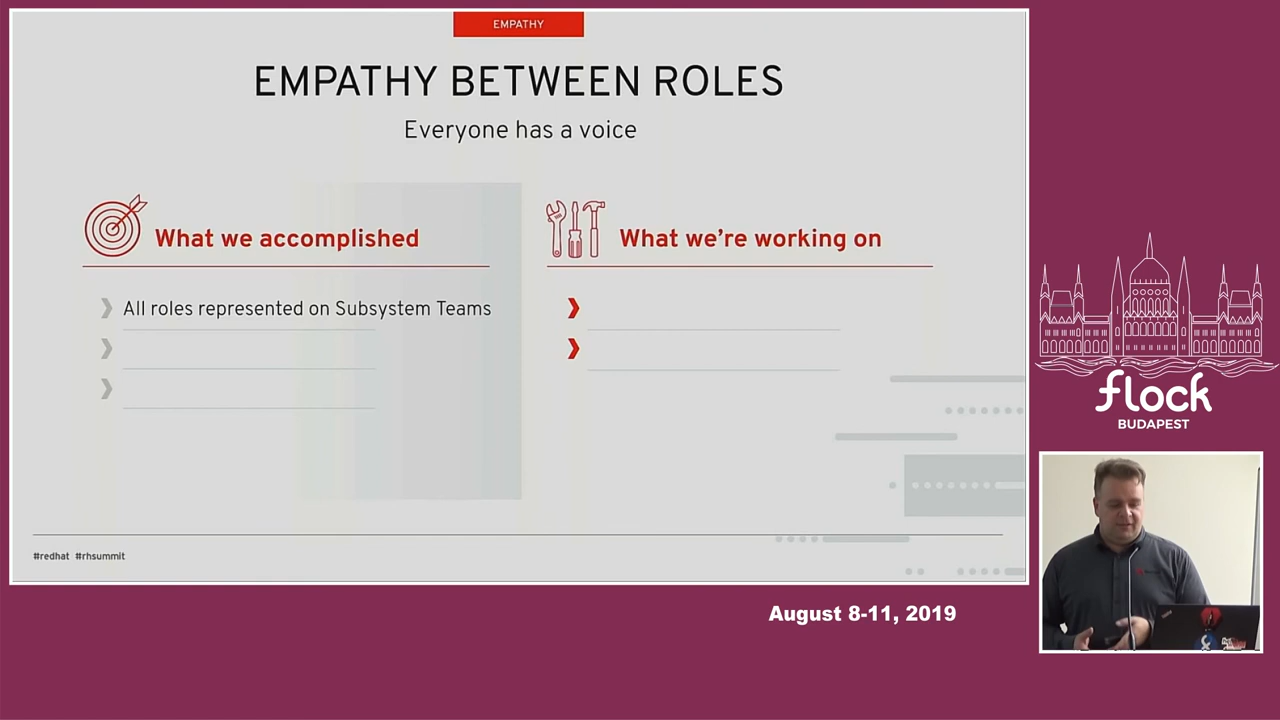 EMPATHY
EMPATHY BETWEEN ROLES
Everyone has a voice
What we accomplished
What we're working on
All roles represented on Subsystem Teams
#redhat #rhsummit
flock
BUDAPEST
August 8-11, 2019